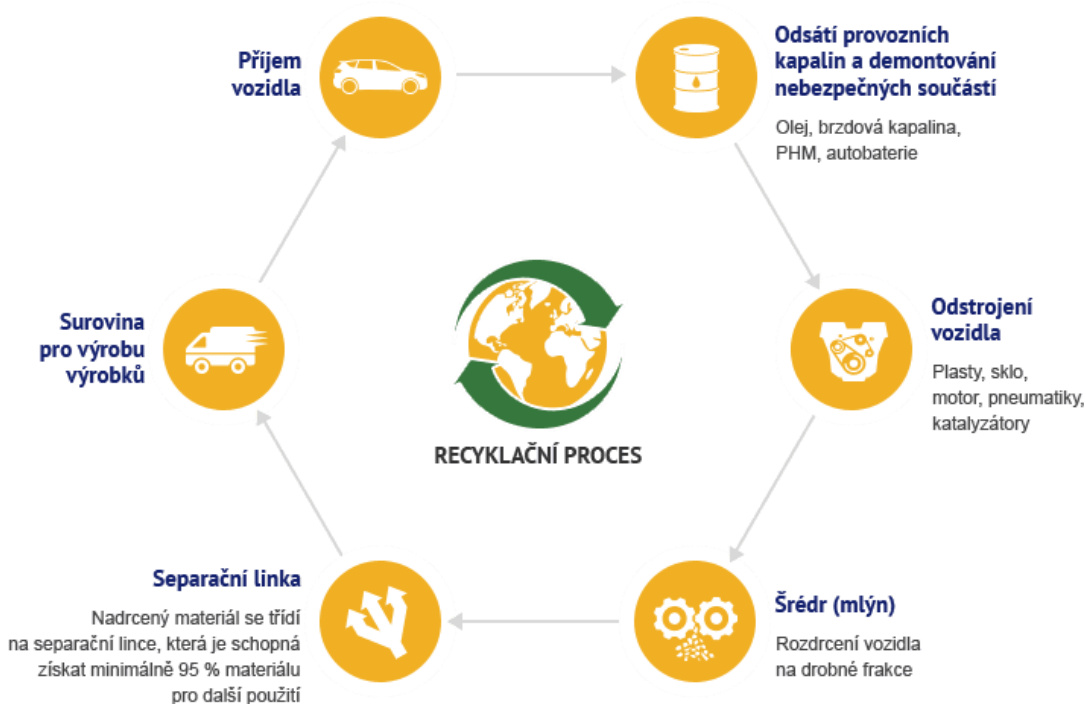 Příjem
vozidla
Odsátí provozních
kapalin a demontování
nebezpečných součástí
Olej, brzdová kapalina,
PHM, autobaterie
Odstrojení
vozidla
Plasty, sklo,
motor, pneumatiky,
katalyzátory
Šrédr (mlýn)
Rozdrcení vozidla
na drobné frakce
Separační linka
Nadrcený materiál se třídí
na separační lince, která je schopná
získat minimálně 95 % materiálu
pro další použití
Surovina
pro výrobu
výrobků
RECYKLAČNÍ PROCES